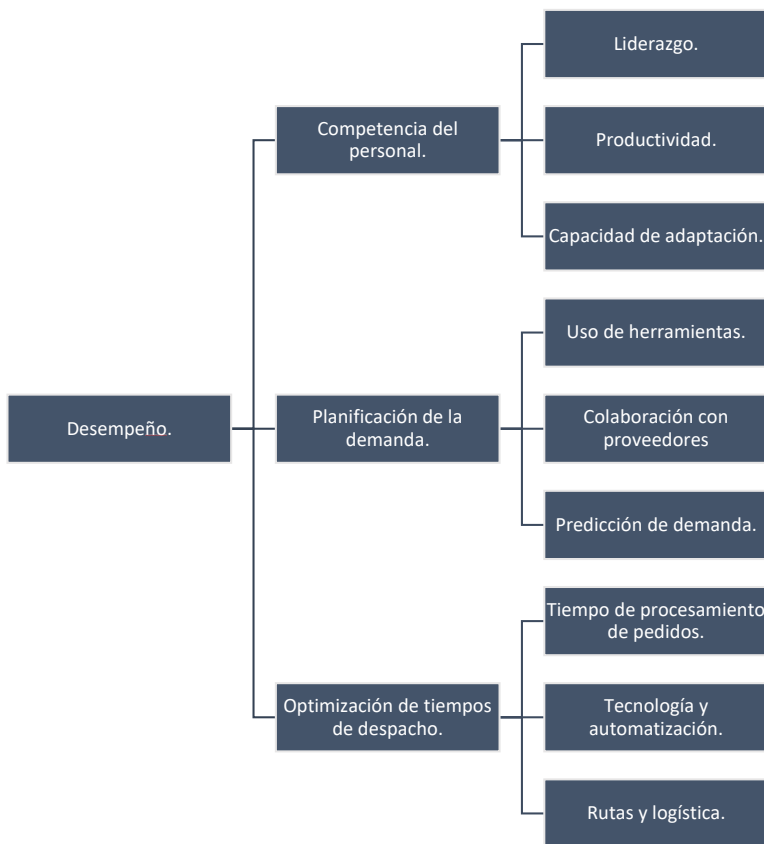 Desempeño.
Competencia del
personal.
Liderazgo.
Productividad.
Capacidad de adaptación.
Planificación de la
demanda.
Uso de herramientas.
Colaboración con
proveedores
Predicción de demanda.
Optimización de tiempos
de despacho.
Tiempo de procesamiento
de pedidos.
Tecnología y
automatización.
Rutas y logística.